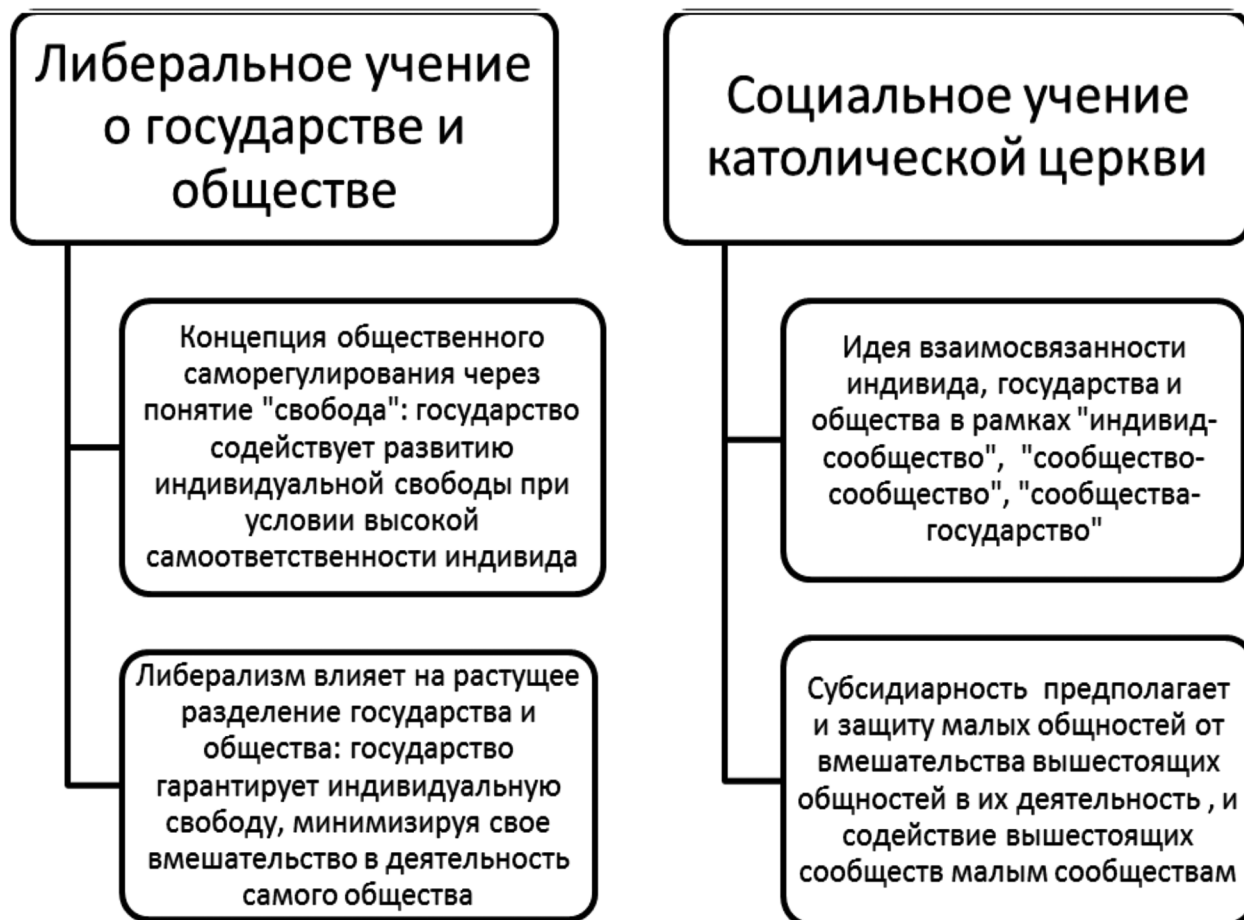 Либеральное учение
о государстве и
обществе
Концепция общественного
саморегулирования через
понятие "свобода": государство
содействует развитию
индивидуальной свободы при
условии высокой
самоответственности индивида
Либерализм влияет на растущее
разделение государства и
общества: государство
гарантирует индивидуальную
свободу, минимизируя свое
вмешательство в деятельность
самого общества
Социальное учение
католической церкви
Идея взаимосвязанности
индивида, государства и
общества в рамках "индивид-
сообщество", "сообщество-
сообщество", "сообщества-
государство"
Субсидиарность предполагает
и защиту малых общностей от
вмешательства вышестоящих
общностей в их деятельность , и
содействие вышестоящих
сообществ малым сообществам